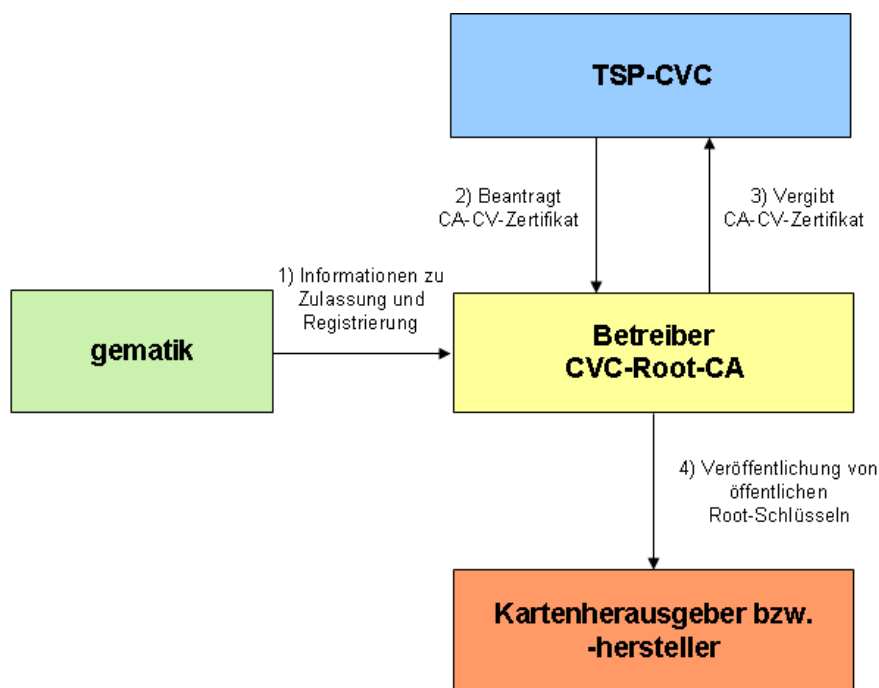 TSP-CVC
2) Beantragt
CA-CV-Zertifikat
3) Vergibt
CA-CV-Zertifikat
1) Informationen zu
Zulassung und
Registrierung
gematik
Betreiber
CVC-Root-CA
4) Veröffentlichung von
öffentlichen
Root-Schlüsseln
Kartenherausgeber bzw.
-hersteller